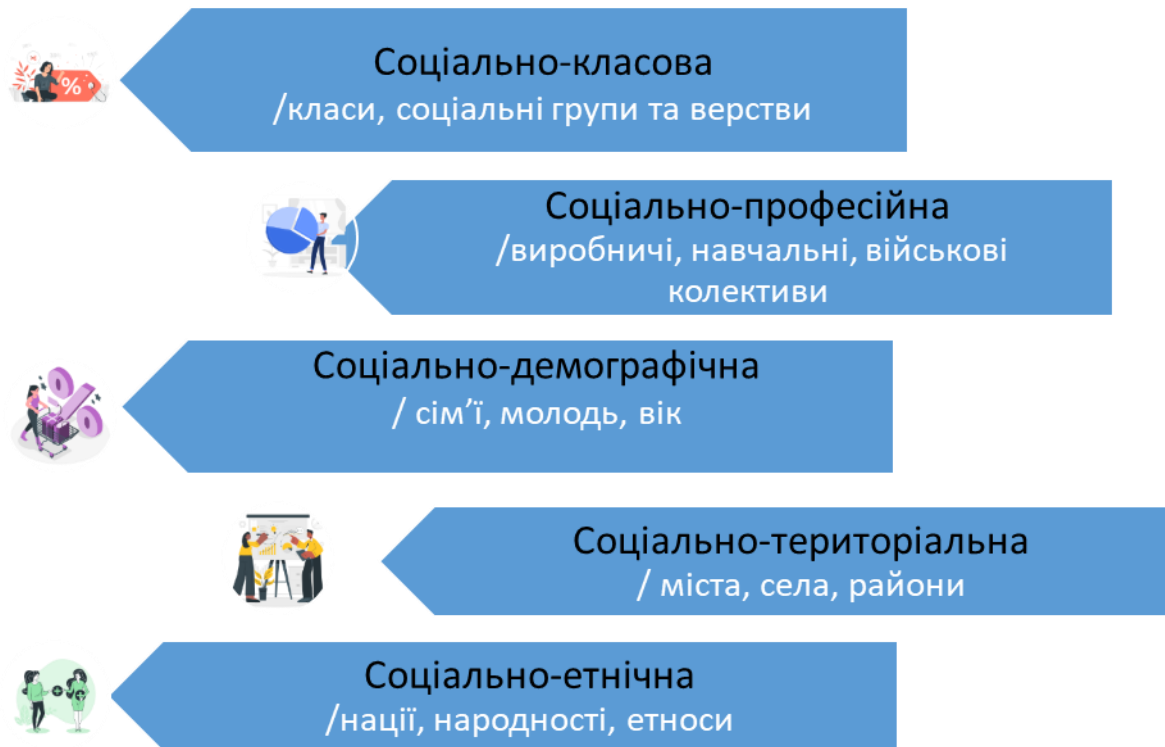 Соціально-класова
/класи, соціальні групи та верстви
%
Соціально-професійна
/виробничі, навчальні, військові
колективи
Соціально-демографічна
/ сім’ї, молодь, вік
Соціально-територіальна
/ міста, села, райони
Соціально-етнічна
/нації, народності, етноси